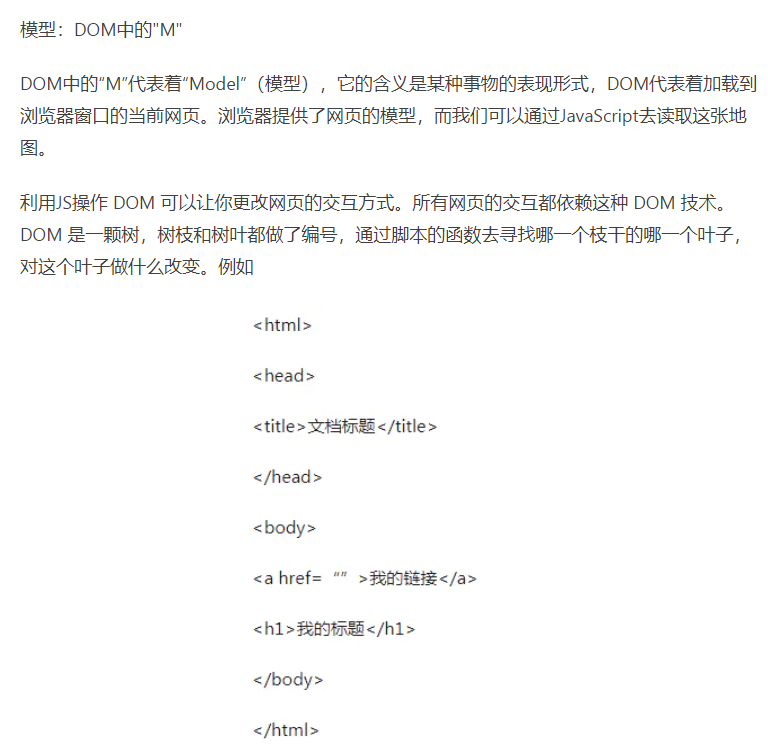 模型：DOM中的"M"
DOM中的“M”代表着“Model”（模型），它的含义是某种事物的表现形式，DOM代表着加载到
浏览器窗口的当前网页。浏览器提供了网页的模型，而我们可以通过JavaScript去读取这张地
图。
利用JS操作 DOM 可以让你更改网页的交互方式。所有网页的交互都依赖这种 DOM 技术。
DOM 是一颗树，树枝和树叶都做了编号，通过脚本的函数去寻找哪一个枝干的哪一个叶子，
对这个叶子做什么改变。例如
<html>
<head>
<title>文档标题</title>
</head>
<body>
<a href= “” >我的链接</a>
<h1>我的标题</h1>
</body>
</html>